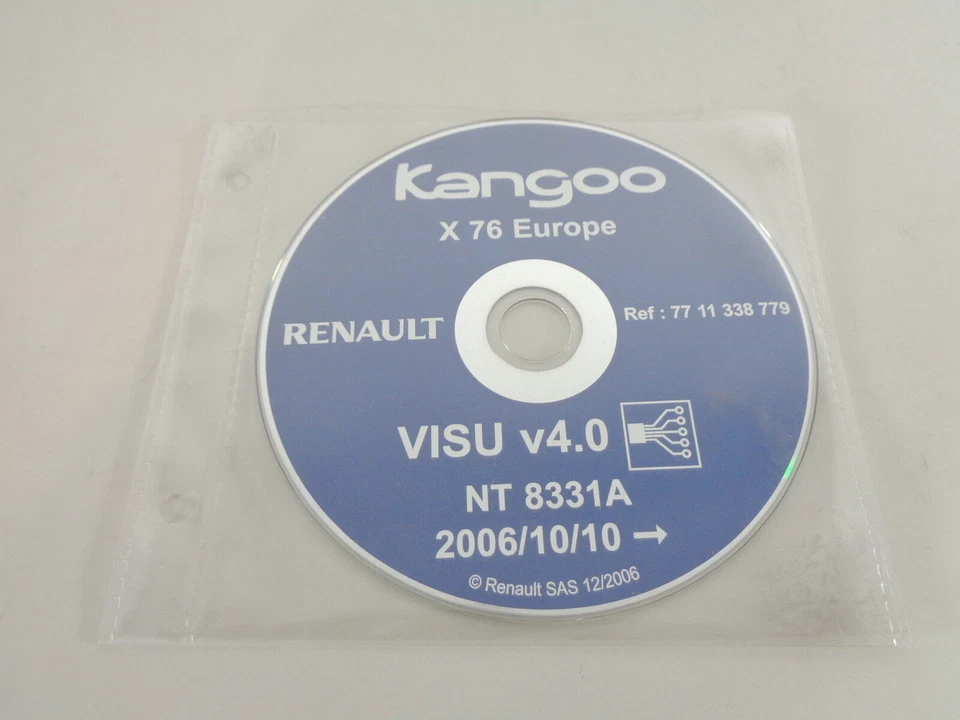 Kangoo
X 76 Europe
RENAULT
Ref : 77 11 338 779
VISU v4.0
NT 8331A
2006/10/10 →
© Renault SAS 12/2006